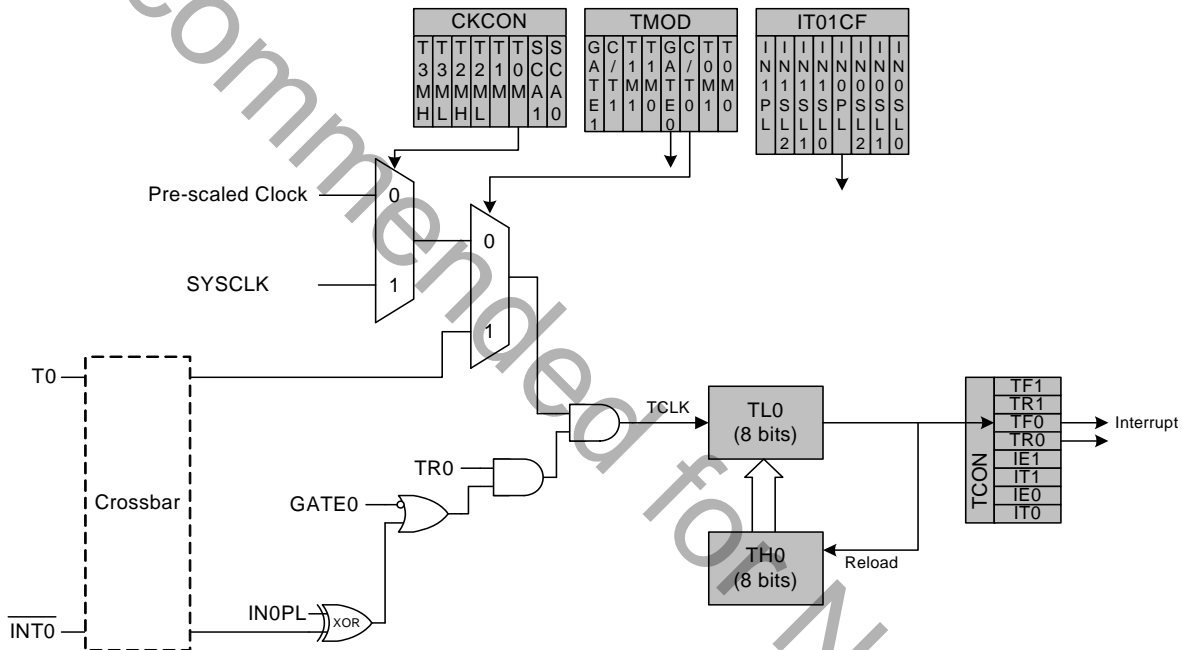 CKCON
T3MH T3ML T2MH T2ML T1M T0M SCA1 SCA0
TMOD
GATE1 C/T1 T1M1 T1M0 GATE0 C/T0 T0M1 T0M0
IT01CF
IN1PL IN1SL2 IN1SL1 IN1SL0 IN0PL IN0SL2 IN0SL1 IN0SL0
Pre-scaled Clock
0
SYSCLK
1
0
1
T0
Crossbar
INT0
TR0
GATE0
IN0PL
XOR
TCLK
TL0
(8 bits)
TH0
(8 bits)
Reload
TCON
TF1
TR1
TF0
TR0
IE1
IT1
IE0
IT0
Interrupt
commended for N